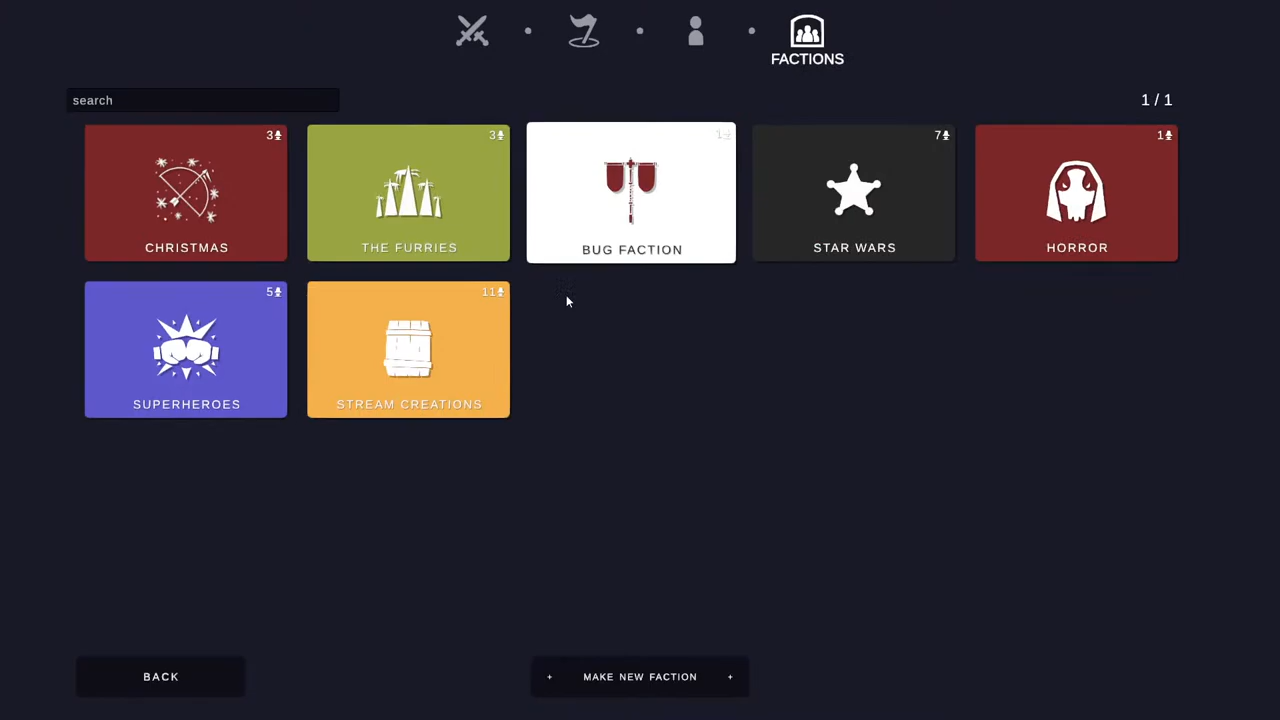 FACTIONS
search
1 / 1
3
3
1
7
1
CHRISTMAS
THE FURRIES
BUG FACTION
STAR WARS
HORROR
5
11
SUPERHEROES
STREAM CREATIONS
BACK
+ MAKE NEW FACTION +